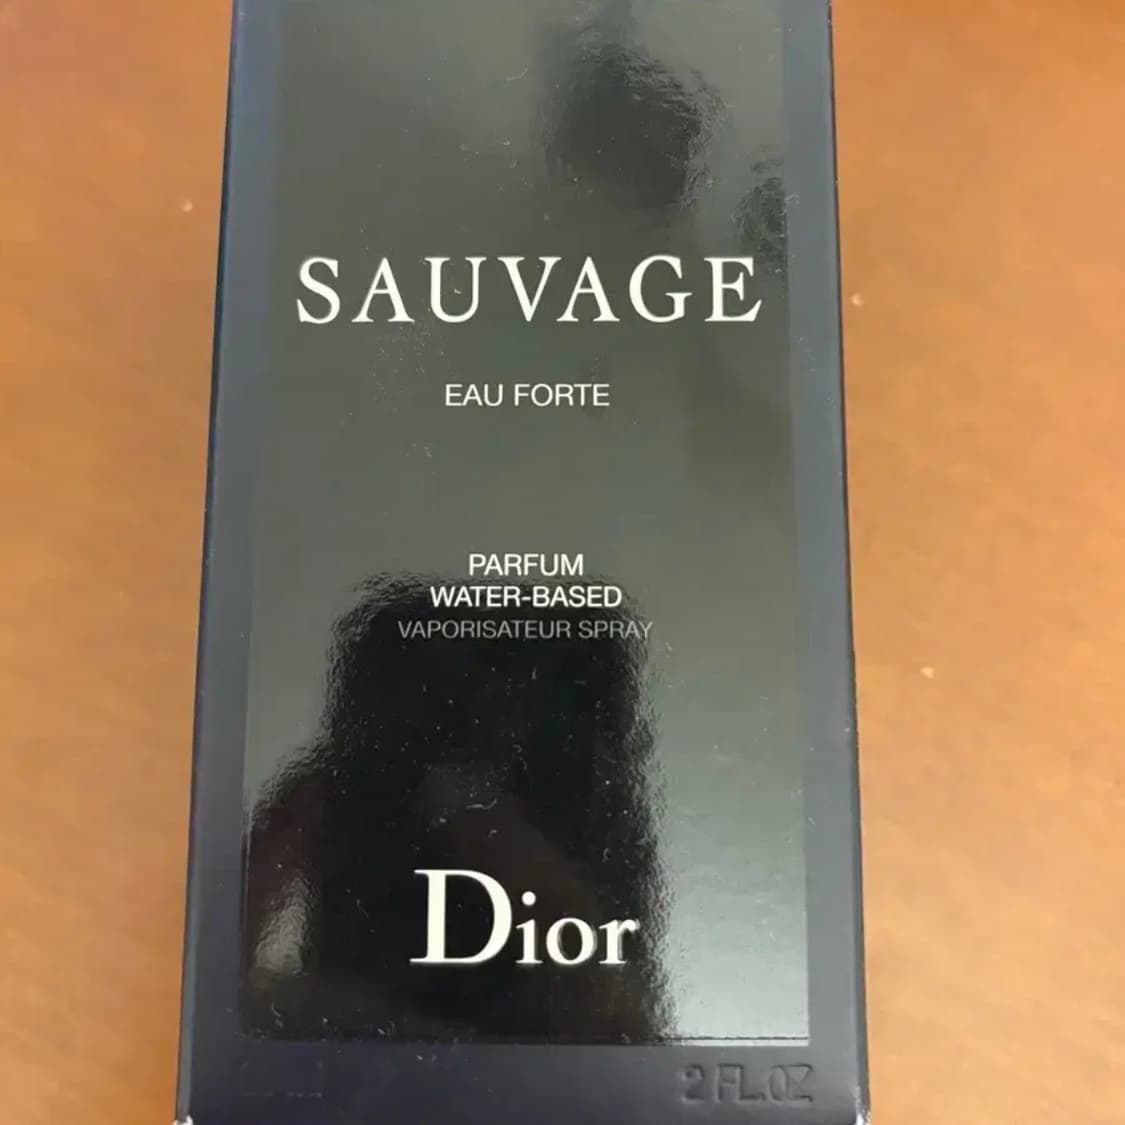 SAUVAGE
EAU FORTE
PARFUM
WATER-BASED
VAPORISATEUR SPRAY
Dior
2 FL.OZ